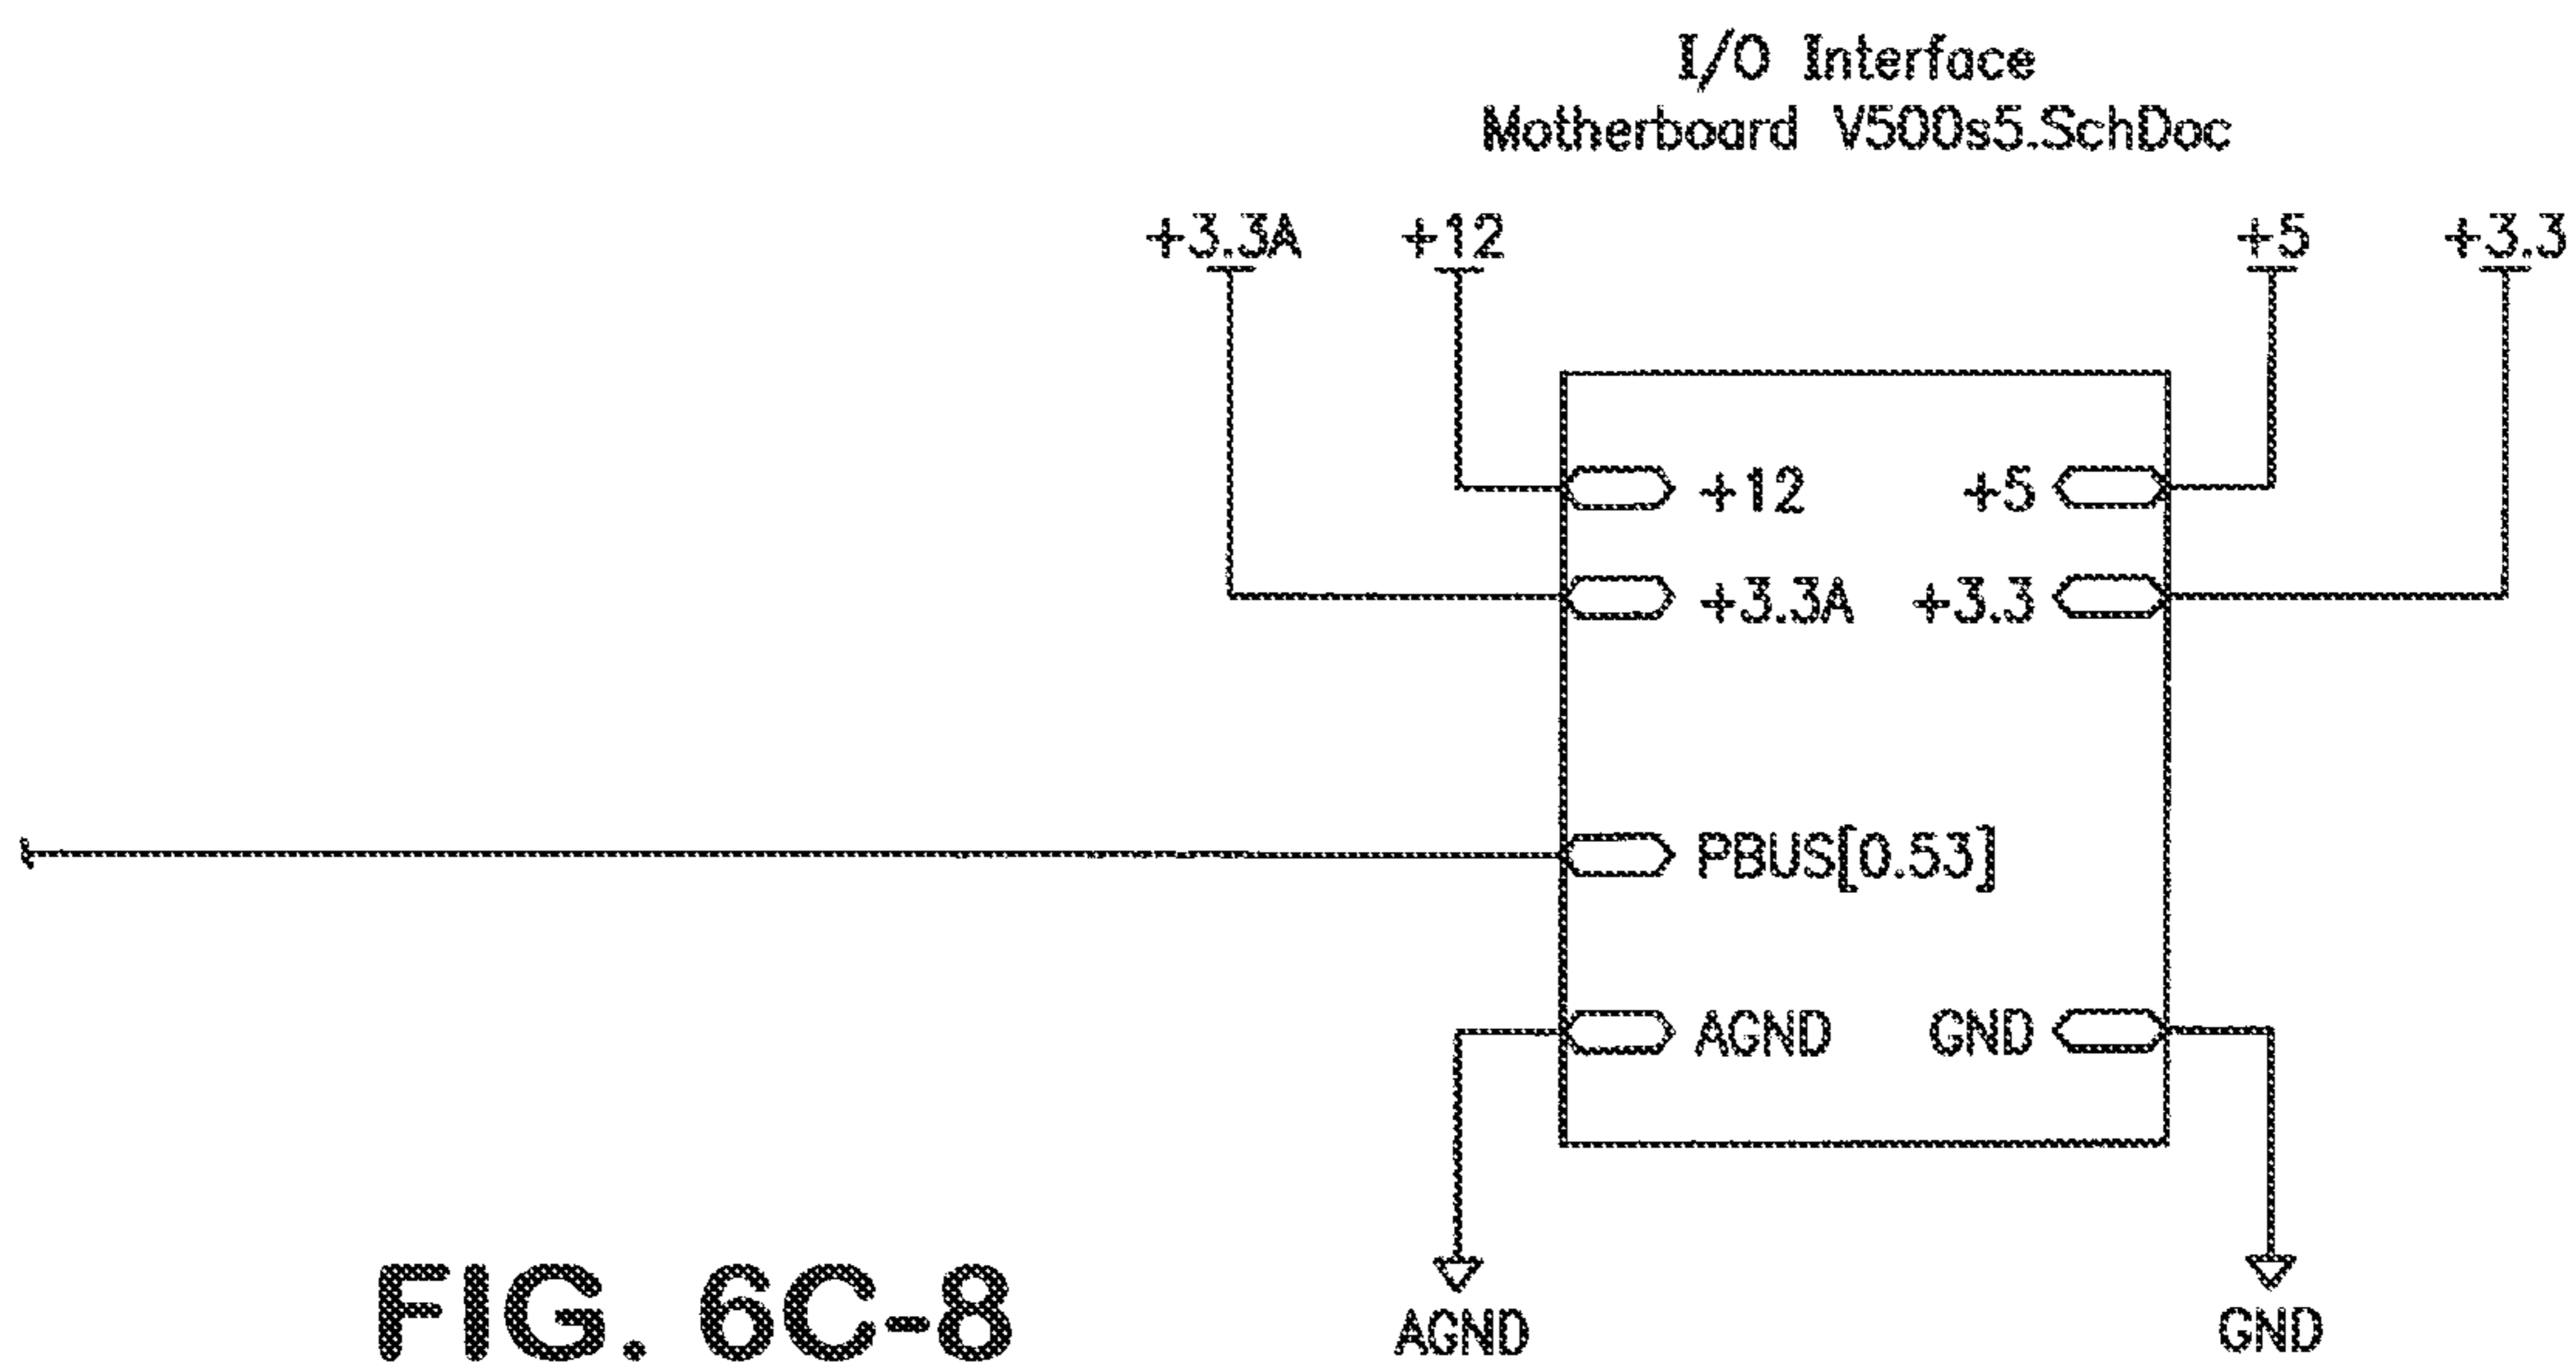 I/O Interface
Motherboard V500s5.SchDoc
+3.3A +12 +5 +3.3
+12 +5
+3.3A +3.3
PBUS[0.53]
AGND GND
AGND GND
FIG. 6C-8